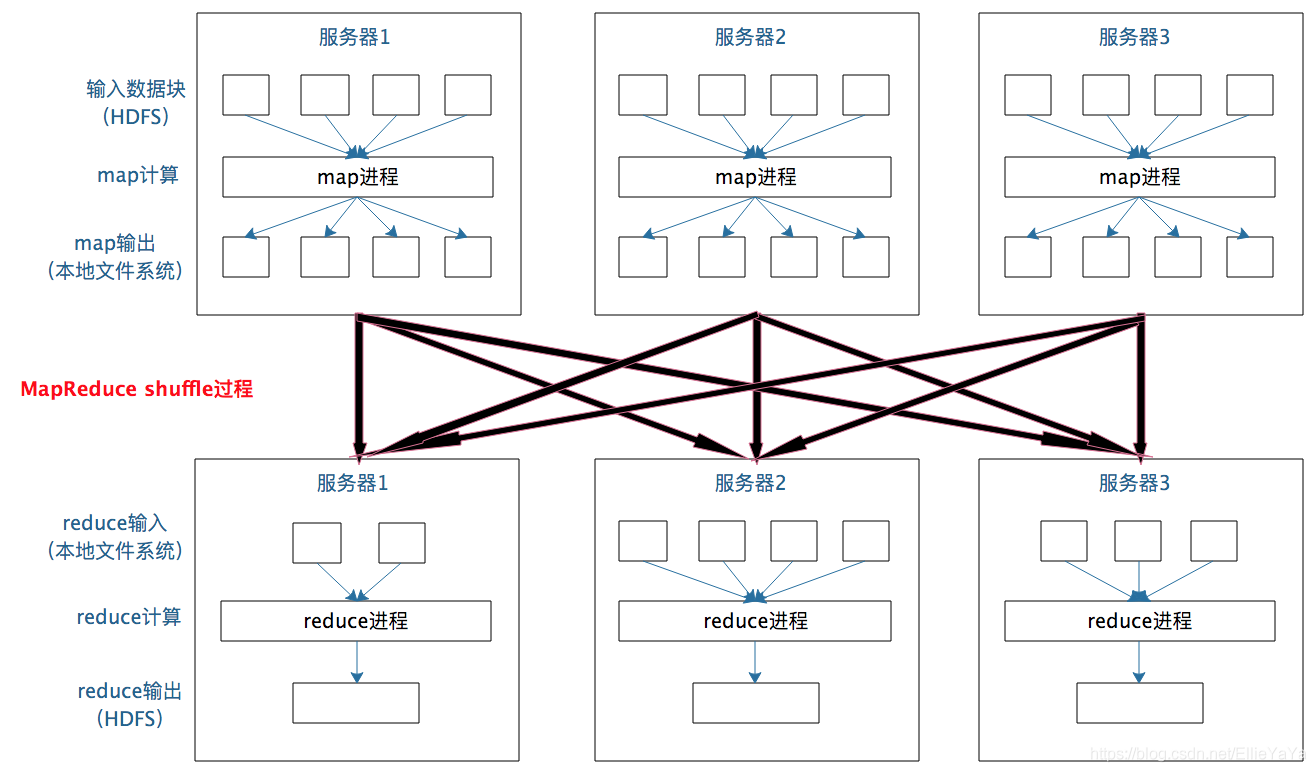 服务器1
服务器2
服务器3
输入数据块
(HDFS)
map计算
map进程
map进程
map进程
map输出
(本地文件系统)
MapReduce shuffle过程
服务器1
服务器2
服务器3
reduce输入
(本地文件系统)
reduce计算
reduce进程
reduce进程
reduce进程
reduce输出
(HDFS)
https://blog.csdn.net/EllieYaYa